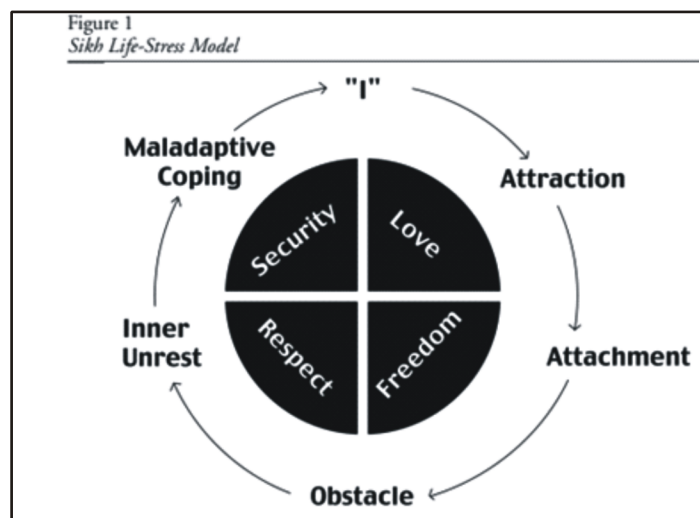 Figure 1
Sikh Life-Stress Model
"I"
Attraction
Attachment
Obstacle
Inner
Unrest
Maladaptive
Coping
Security
Love
Respect
Freedom